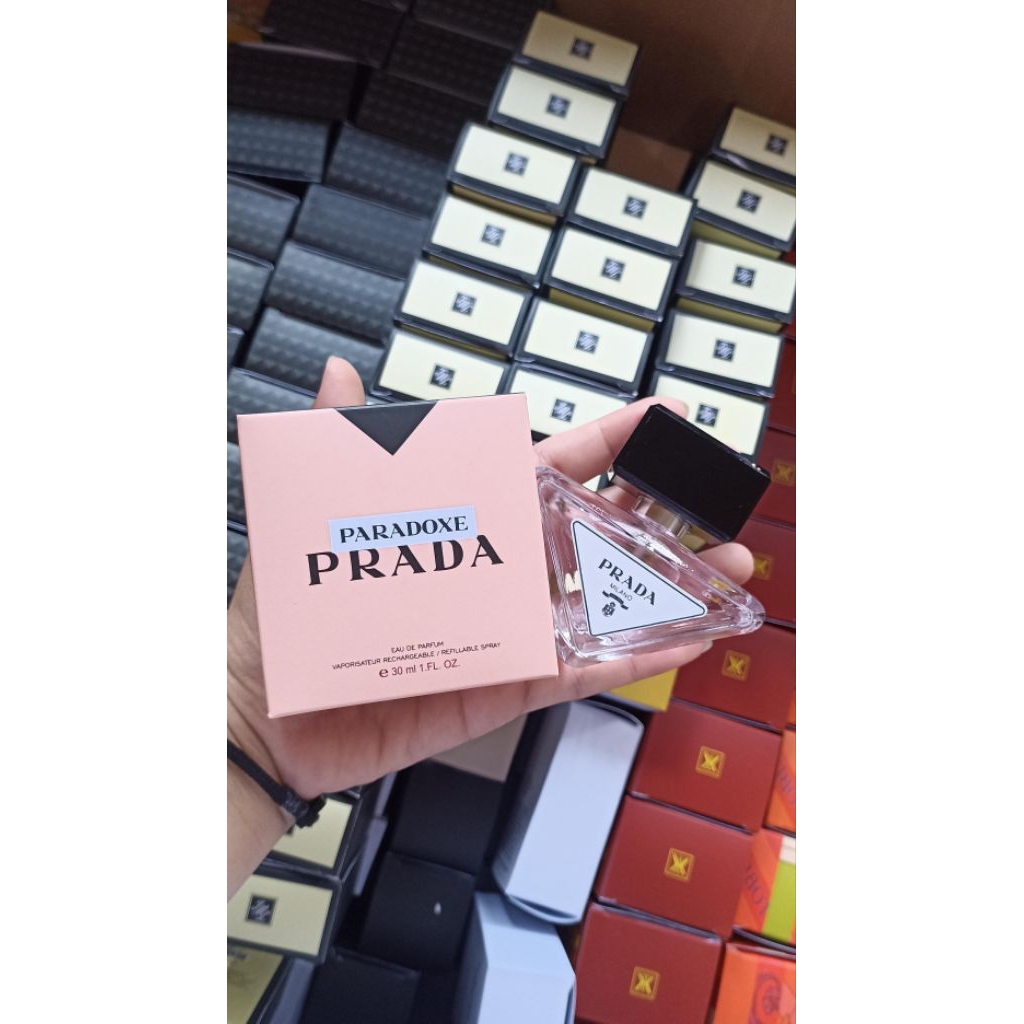 PARADOXE
PRADA
EAU DE PARFUM
VAPORISATEUR RECHARGEABLE / REFILLABLE SPRAY
e 30 ml 1.FL. OZ.
PRADA
MILANO